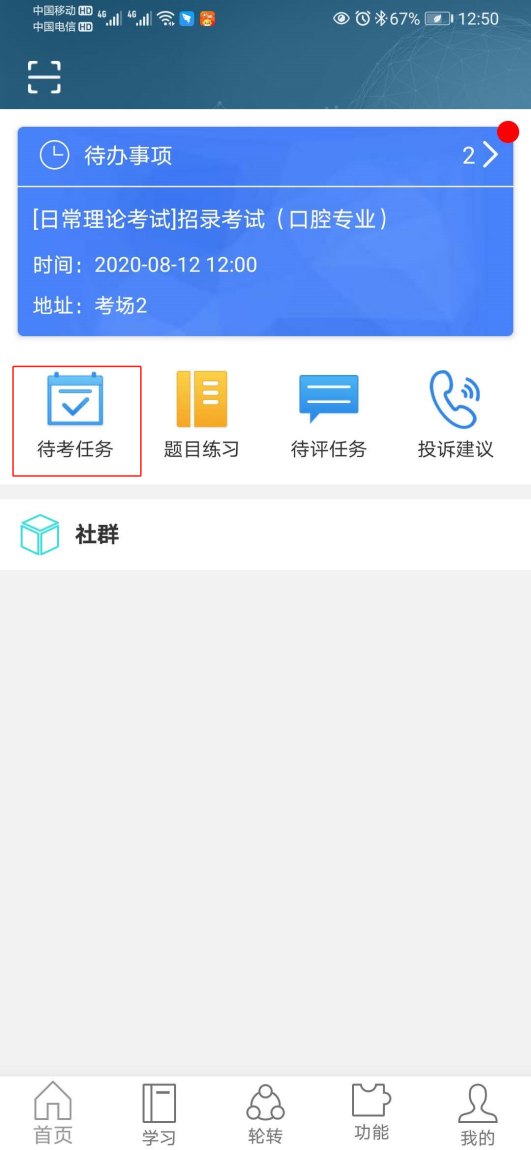 中国移动 HD 4G 4G 67% 12:50
中国电信 HD
待办事项 2
[日常理论考试]招录考试（口腔专业）
时间：2020-08-12 12:00
地址：考场2
待考任务 题目练习 待评任务 投诉建议
社群
首页 学习 轮转 功能 我的